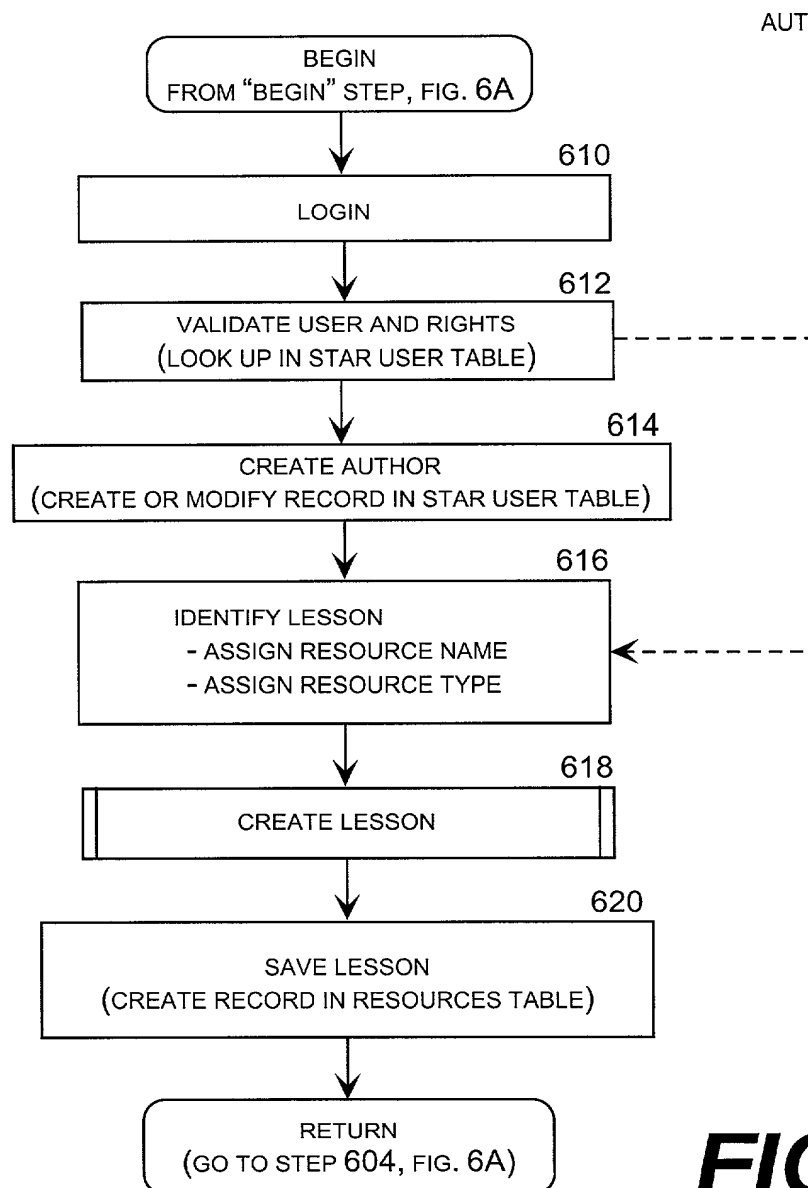 AUT
BEGIN
FROM “BEGIN” STEP, FIG. 6A
610
LOGIN
612
VALIDATE USER AND RIGHTS
(LOOK UP IN STAR USER TABLE)
614
CREATE AUTHOR
(CREATE OR MODIFY RECORD IN STAR USER TABLE)
616
IDENTIFY LESSON
- ASSIGN RESOURCE NAME
- ASSIGN RESOURCE TYPE
618
CREATE LESSON
620
SAVE LESSON
(CREATE RECORD IN RESOURCES TABLE)
RETURN
(GO TO STEP 604, FIG. 6A)
FIG